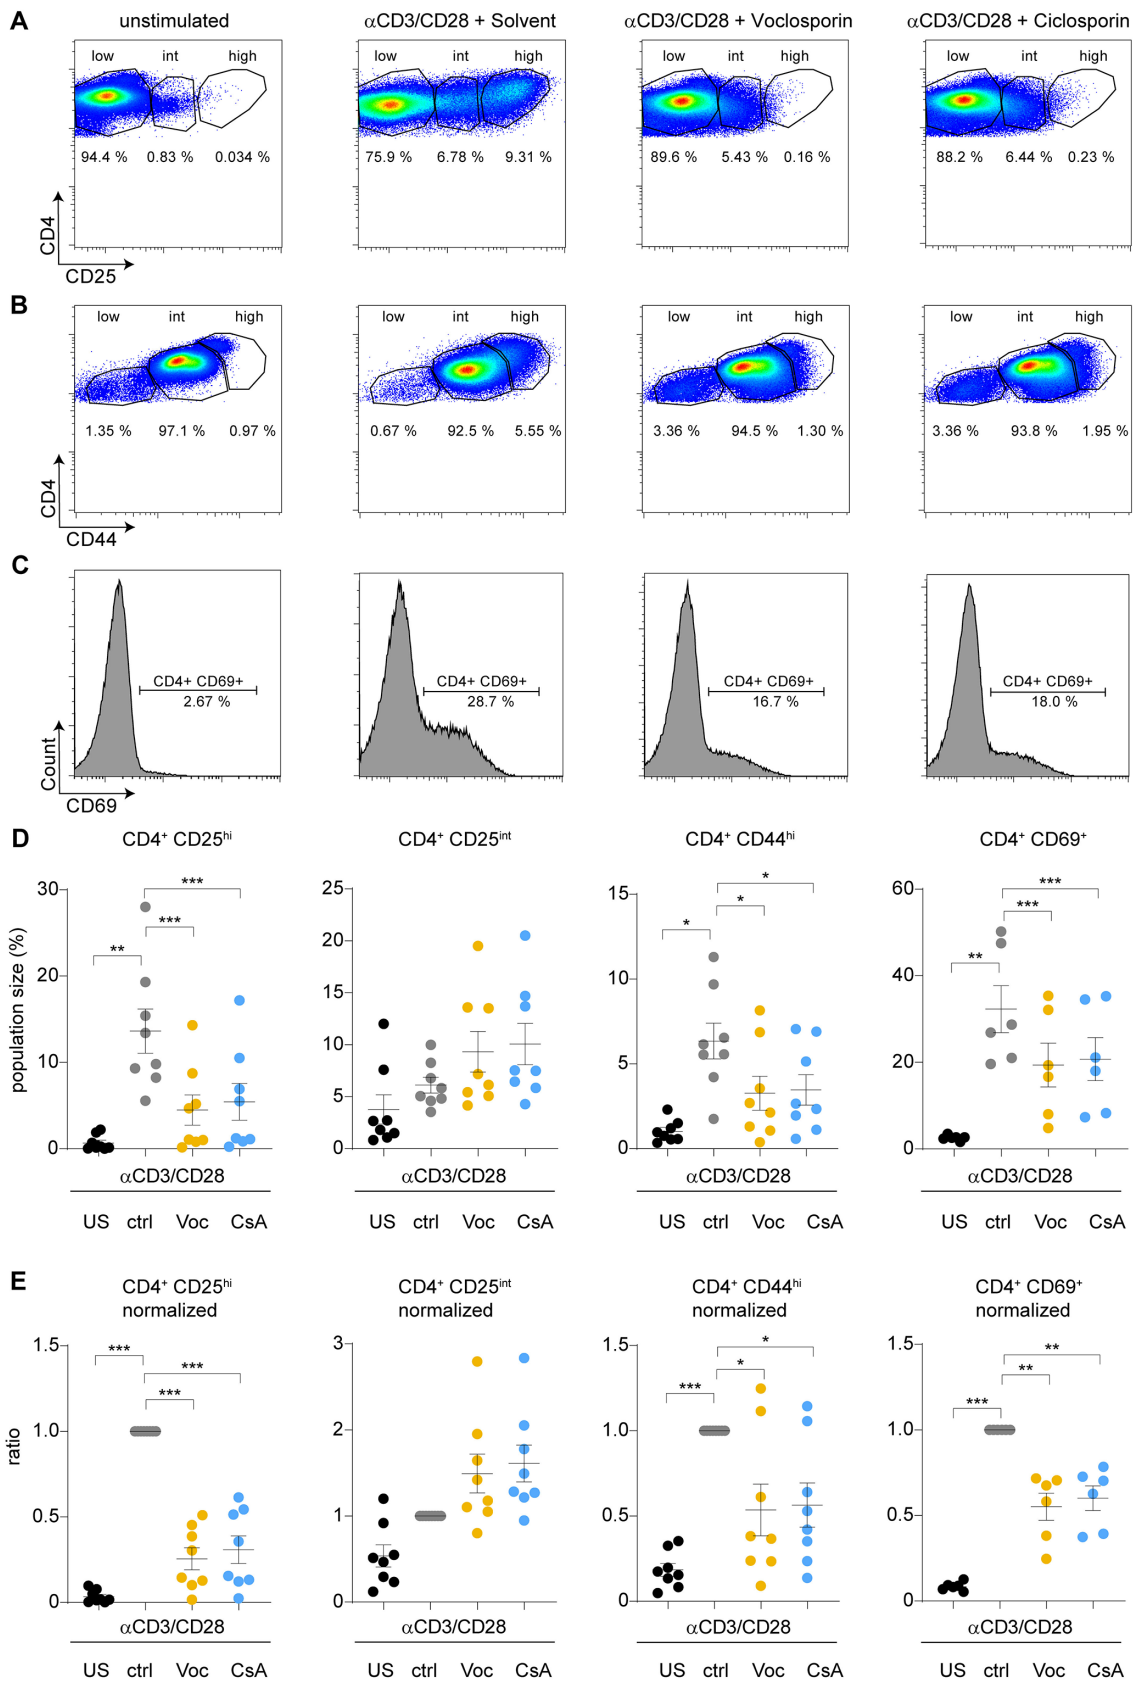 A
unstimulated
αCD3/CD28 + Solvent
αCD3/CD28 + Voclosporin
αCD3/CD28 + Ciclosporin
low int high
low int high
low int high
low int high
94.4 % 0.83 % 0.034 %
75.9 % 6.78 % 9.31 %
89.6 % 5.43 % 0.16 %
88.2 % 6.44 % 0.23 %
CD4
CD25
B
low int high
low int high
low int high
low int high
1.35 % 97.1 % 0.97 %
0.67 % 92.5 % 5.55 %
3.36 % 94.5 % 1.30 %
3.36 % 93.8 % 1.95 %
CD4
CD44
C
CD4+ CD69+
2.67 %
CD4+ CD69+
28.7 %
CD4+ CD69+
16.7 %
CD4+ CD69+
18.0 %
Count
CD69
D
CD4⁺ CD25ʰⁱ
CD4⁺ CD25ⁱⁿᵗ
CD4⁺ CD44ʰⁱ
CD4⁺ CD69⁺
population size (%)
30
20
10
0
***
***
**
αCD3/CD28
US ctrl Voc CsA
25
20
15
10
5
0
αCD3/CD28
US ctrl Voc CsA
15
10
5
0
*
*
*
αCD3/CD28
US ctrl Voc CsA
60
40
20
0
***
***
**
αCD3/CD28
US ctrl Voc CsA
E
CD4⁺ CD25ʰⁱ
normalized
CD4⁺ CD25ⁱⁿᵗ
normalized
CD4⁺ CD44ʰⁱ
normalized
CD4⁺ CD69⁺
normalized
ratio
1.5
1.0
0.5
0
***
***
***
αCD3/CD28
US ctrl Voc CsA
3
2
1
0
αCD3/CD28
US ctrl Voc CsA
1.5
1.0
0.5
0
*
*
***
αCD3/CD28
US ctrl Voc CsA
1.5
1.0
0.5
0
**
**
***
αCD3/CD28
US ctrl Voc CsA